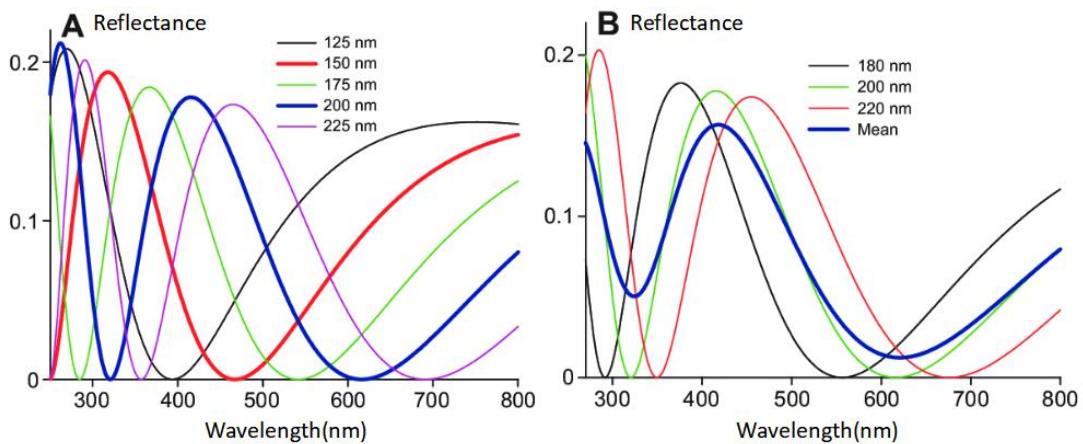 A Reflectance
125 nm
150 nm
175 nm
200 nm
225 nm
0.2
0.1
0
300 400 500 600 700 800
Wavelength(nm)
B Reflectance
180 nm
200 nm
220 nm
Mean
0.2
0.1
0
300 400 500 600 700 800
Wavelength(nm)